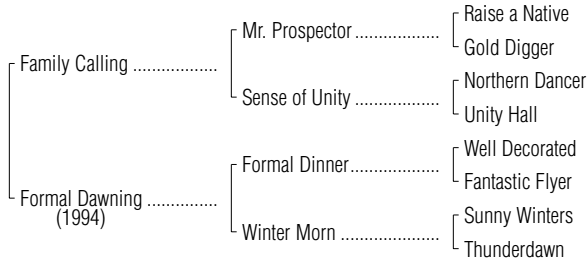 Raise a Native
Mr. Prospector ....................
Gold Digger
Family Calling .................
Northern Dancer
Sense of Unity ....................
Unity Hall
Well Decorated
Formal Dinner ....................
Fantastic Flyer
Formal Dawning ..............
(1994)
Sunny Winters
Winter Morn .......................
Thunderdawn